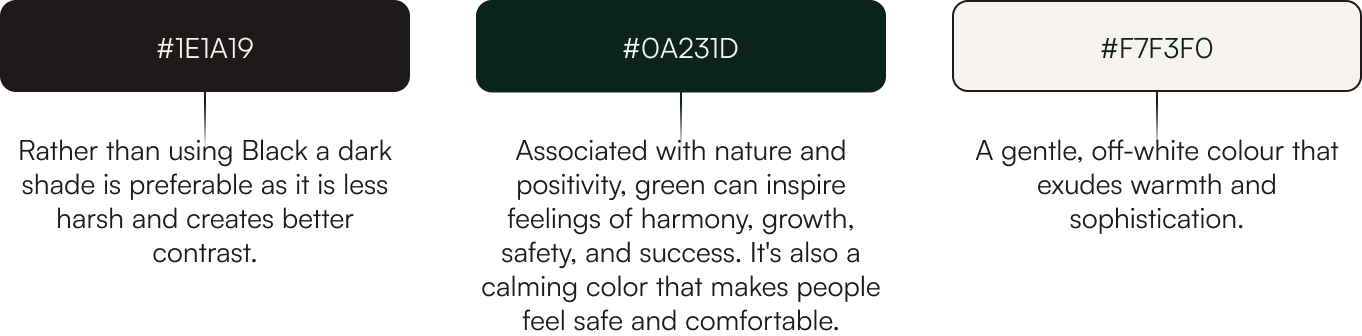 #1E1A19
Rather than using Black a dark
shade is preferable as it is less
harsh and creates better
contrast.
#0A231D
Associated with nature and
positivity, green can inspire
feelings of harmony, growth,
safety, and success. It's also a
calming color that makes people
feel safe and comfortable.
#F7F3F0
A gentle, off-white colour that
exudes warmth and
sophistication.